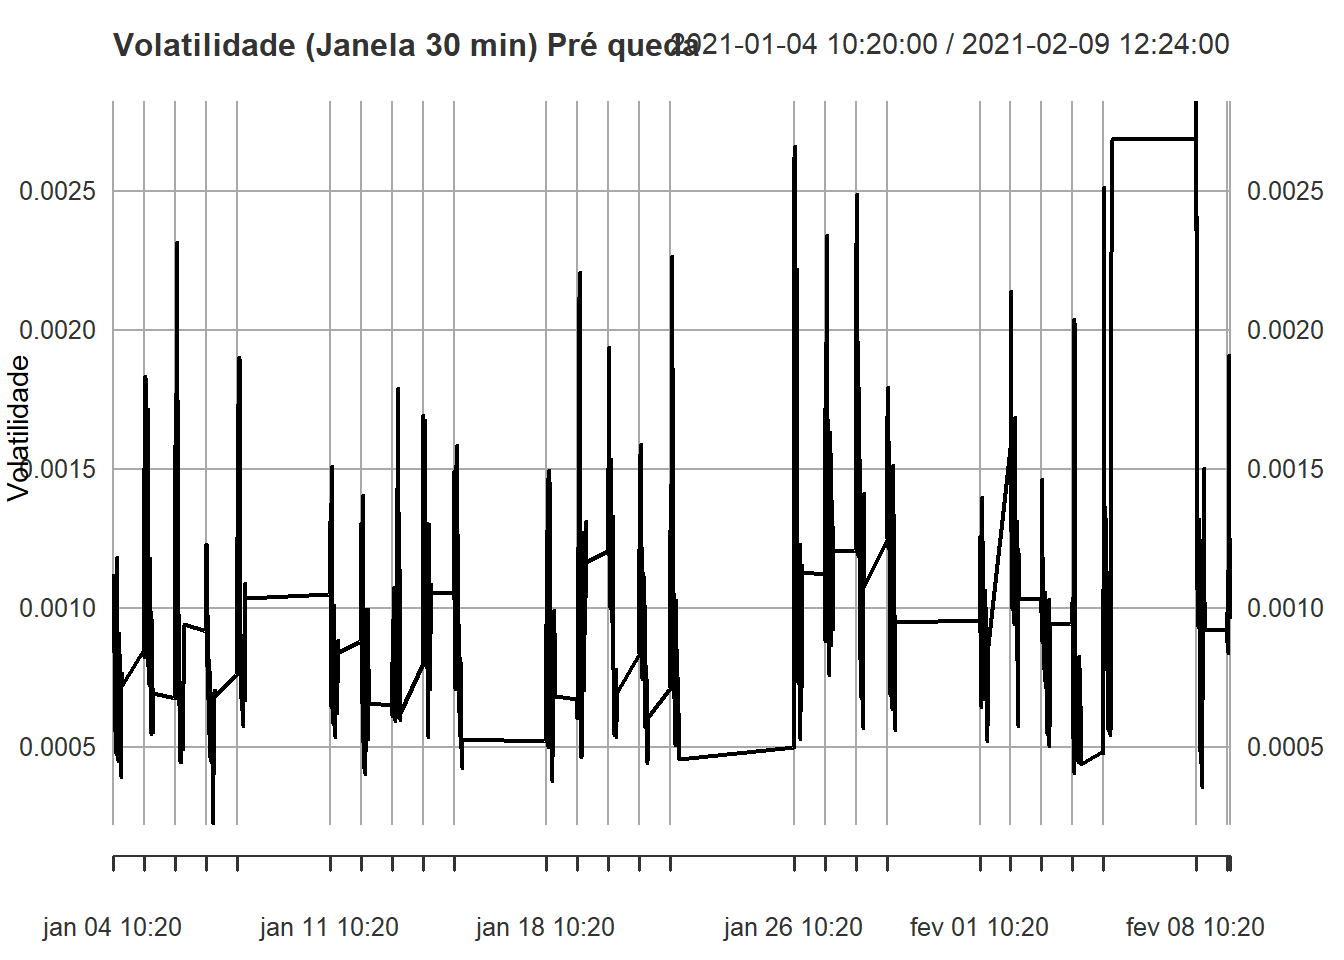 Volatilidade (Janela 30 min) Pré queda
2021-01-04 10:20:00 / 2021-02-09 12:24:00
Volatilidade
0.0025
0.0020
0.0015
0.0010
0.0005
0.0025
0.0020
0.0015
0.0010
0.0005
jan 04 10:20
jan 11 10:20
jan 18 10:20
jan 26 10:20
fev 01 10:20
fev 08 10:20